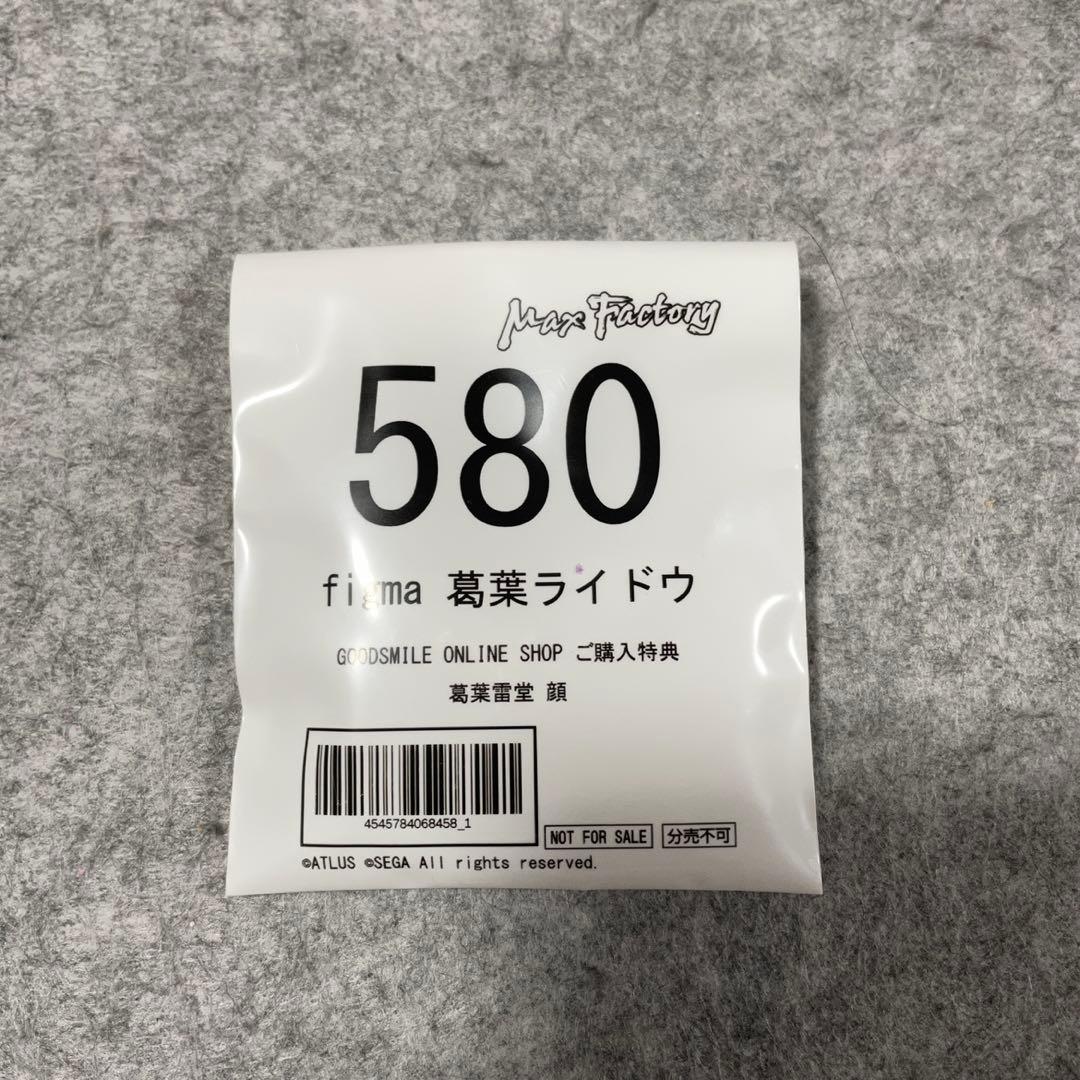 Max Factory
580
figma 葛葉ライドウ
GOODSMILE ONLINE SHOP ご購入特典
葛葉雷堂 顔
4545784068458_1
NOT FOR SALE 分売不可
©ATLUS ©SEGA All rights reserved.